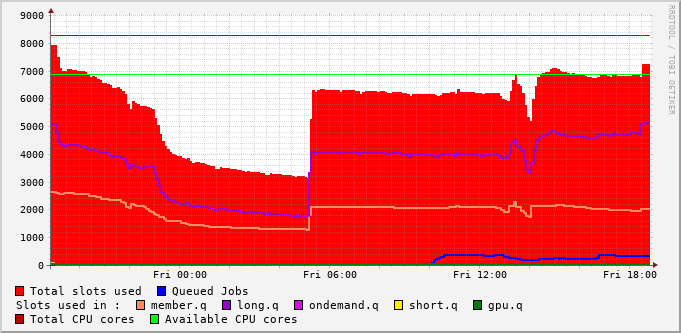 9000
8000
7000
6000
5000
4000
3000
2000
1000
0
Fri 00:00 Fri 06:00 Fri 12:00 Fri 18:00
RRDTOOL / TOBI OETIKER
Total slots used Queued Jobs
Slots used in : member.q long.q ondemand.q short.q gpu.q
Total CPU cores Available CPU cores